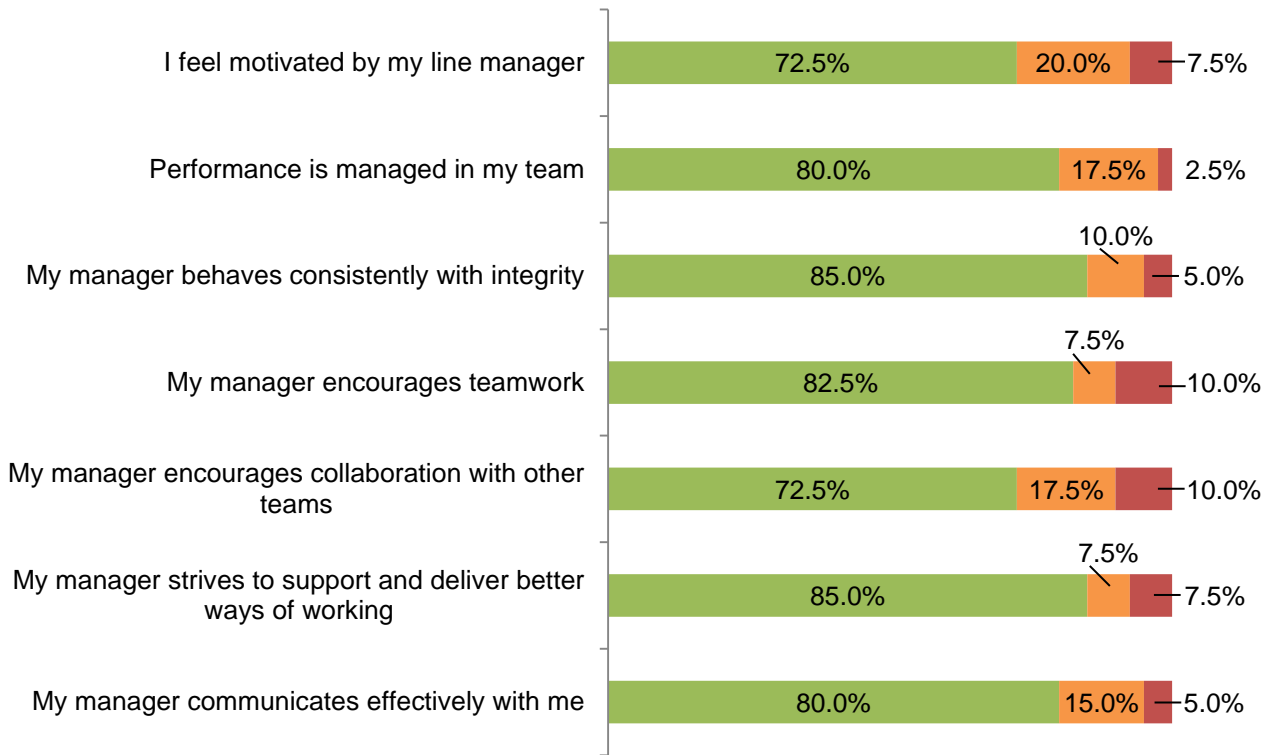 I feel motivated by my line manager
72.5% 20.0% 7.5%
Performance is managed in my team
80.0% 17.5% 2.5%
10.0%
My manager behaves consistently with integrity
85.0% 5.0%
7.5%
My manager encourages teamwork
82.5% 10.0%
My manager encourages collaboration with other
teams
72.5% 17.5% 10.0%
7.5%
My manager strives to support and deliver better
ways of working
85.0% 7.5%
My manager communicates effectively with me
80.0% 15.0% 5.0%